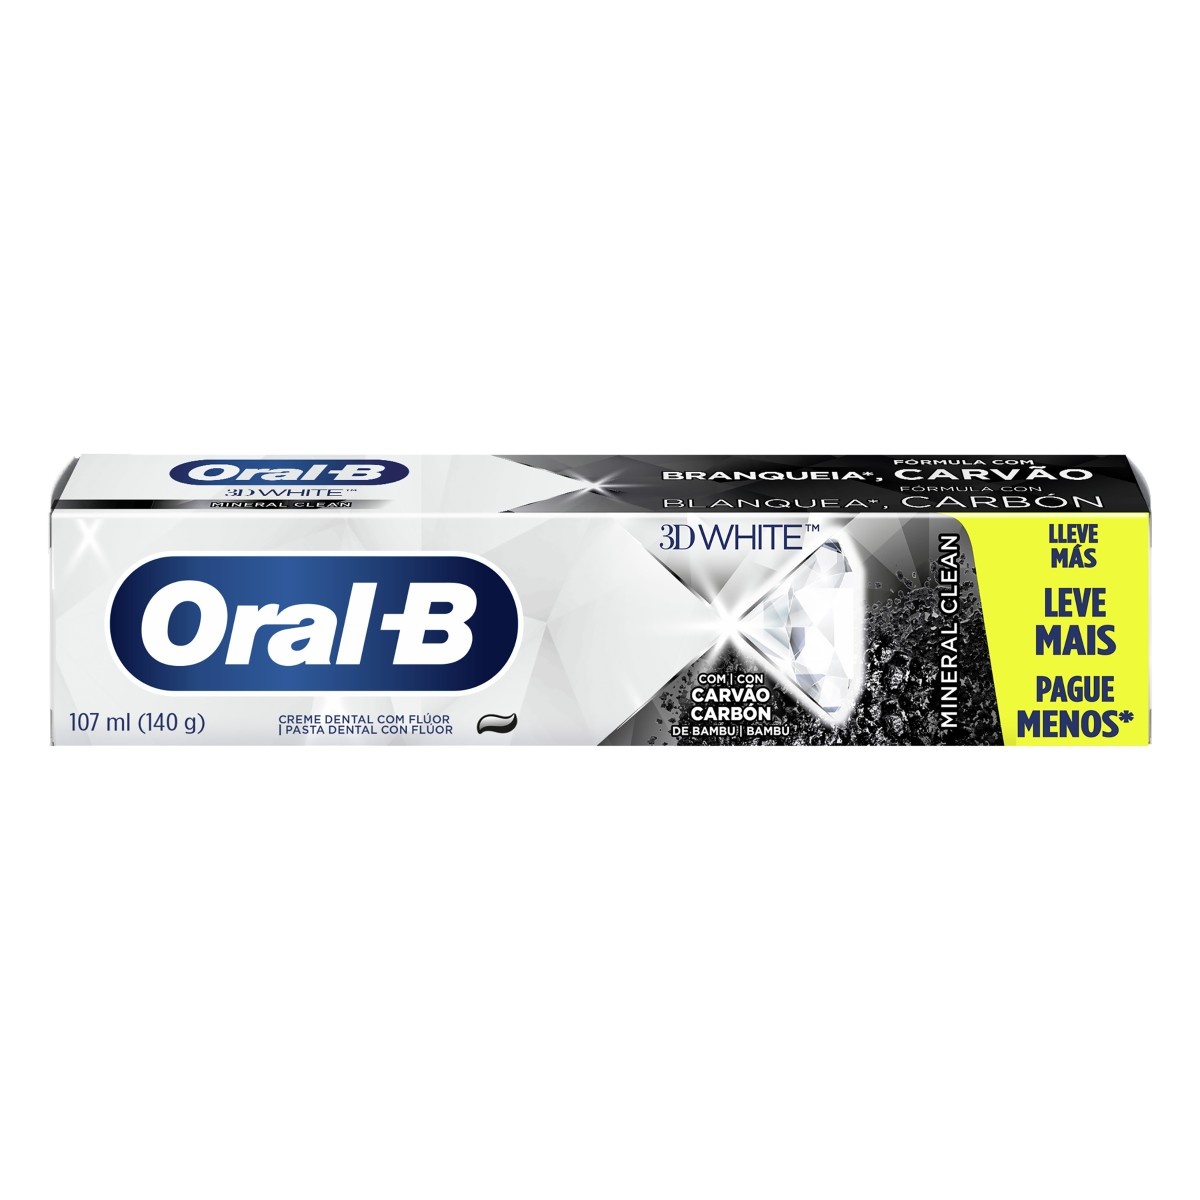 Oral-B
3D WHITE™
MINERAL CLEAN
FÓRMULA COM
BRANQUEIA*, CARVÃO
FÓRMULA CON
BLANQUEA*, CARBÓN
Oral-B
107 ml (140 g)
CREME DENTAL COM FLÚOR
| PASTA DENTAL CON FLÚOR
3D WHITE™
COM | CON
CARVÃO
CARBÓN
DE BAMBU | BAMBÚ
MINERAL CLEAN
LLEVE
MÁS
LEVE
MAIS
PAGUE
MENOS*